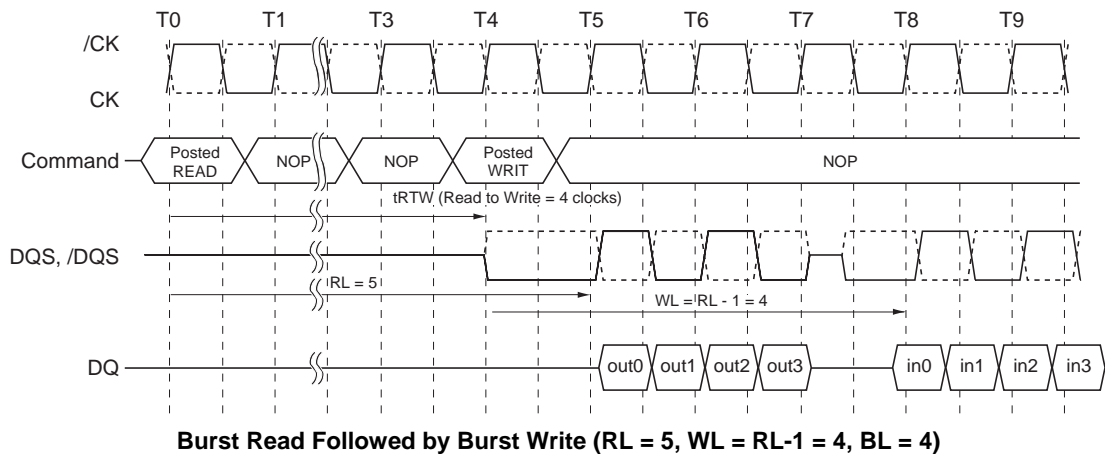 T0 T1 T3 T4 T5 T6 T7 T8 T9
/CK
CK
Command
Posted READ
NOP
NOP
Posted WRIT
NOP
tRTW (Read to Write = 4 clocks)
DQS, /DQS
RL = 5
WL = RL - 1 = 4
DQ
out0 out1 out2 out3 in0 in1 in2 in3
Burst Read Followed by Burst Write (RL = 5, WL = RL-1 = 4, BL = 4)